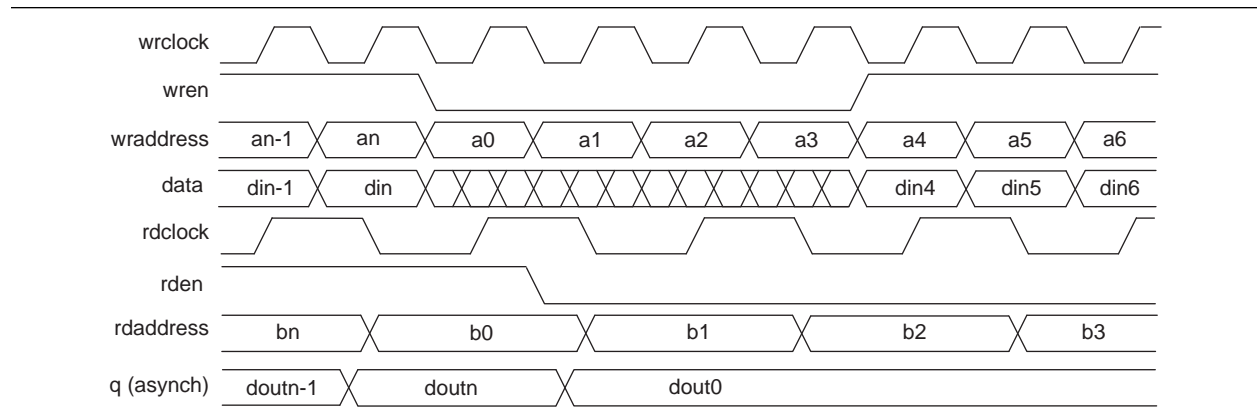 wrclock
wren
wraddress an-1 an a0 a1 a2 a3 a4 a5 a6
data din-1 din din4 din5 din6
rdclock
rden
rdaddress bn b0 b1 b2 b3
q (asynch) doutn-1 doutn dout0